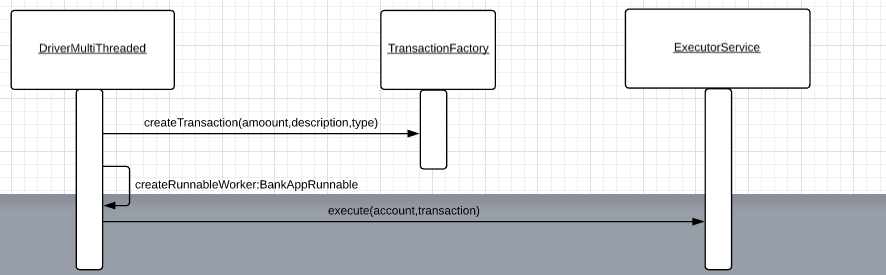 DriverMultiThreaded
TransactionFactory
ExecutorService
createTransaction(amoount,description,type)
createRunnableWorker:BankAppRunnable
execute(account,transaction)